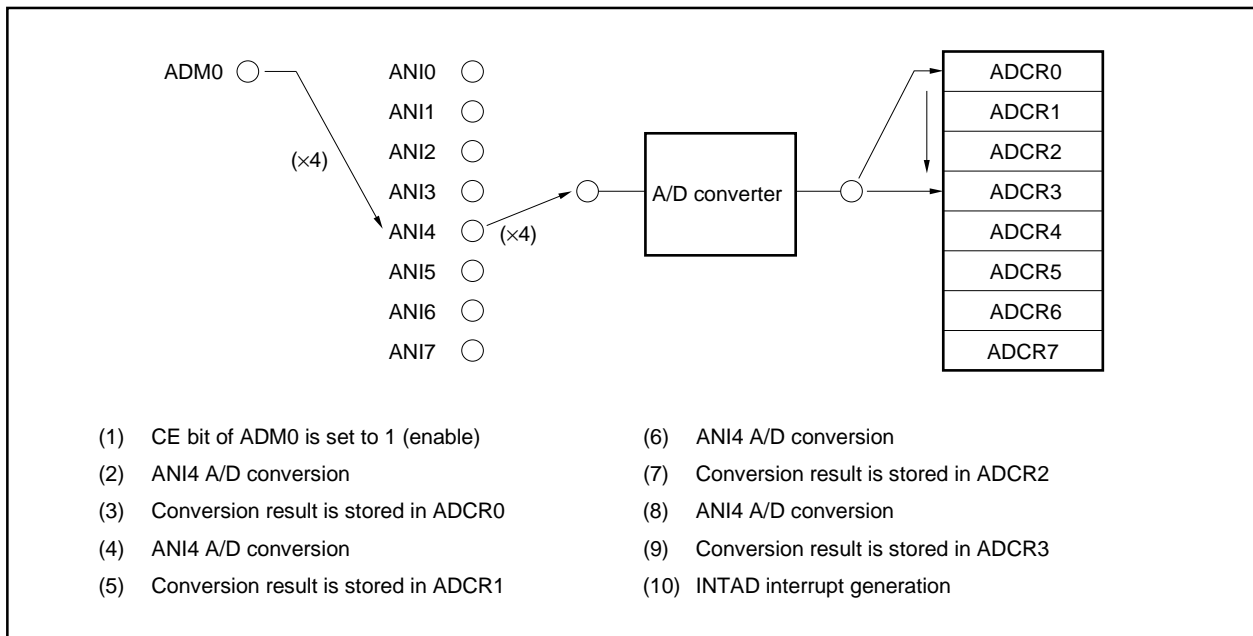 ADM0
(×4)
ANI0
ANI1
ANI2
ANI3
ANI4
ANI5
ANI6
ANI7
(×4)
A/D converter
ADCR0
ADCR1
ADCR2
ADCR3
ADCR4
ADCR5
ADCR6
ADCR7
(1) CE bit of ADM0 is set to 1 (enable)
(2) ANI4 A/D conversion
(3) Conversion result is stored in ADCR0
(4) ANI4 A/D conversion
(5) Conversion result is stored in ADCR1
(6) ANI4 A/D conversion
(7) Conversion result is stored in ADCR2
(8) ANI4 A/D conversion
(9) Conversion result is stored in ADCR3
(10) INTAD interrupt generation